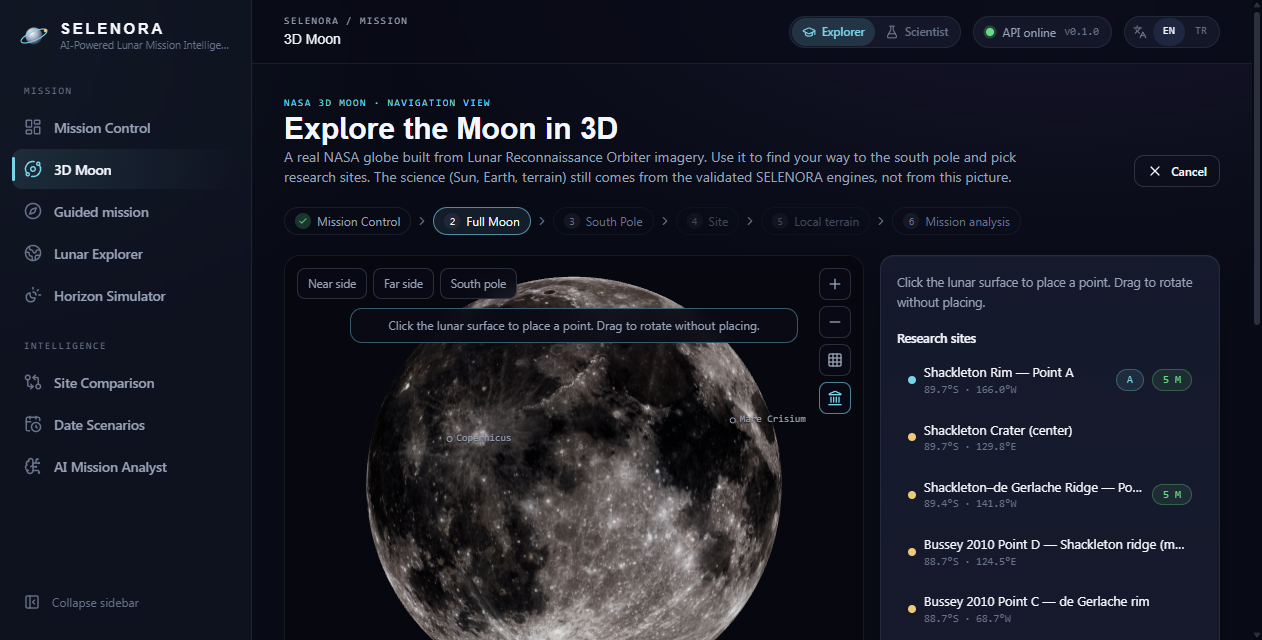 SELENORA
AI-Powered Lunar Mission Intellige...
MISSION
Mission Control
3D Moon
Guided mission
Lunar Explorer
Horizon Simulator
INTELLIGENCE
Site Comparison
Date Scenarios
AI Mission Analyst
Collapse sidebar
SELENORA / MISSION
3D Moon
Explorer
Scientist
API online v0.1.0
EN
TR
NASA 3D MOON · NAVIGATION VIEW
Explore the Moon in 3D
A real NASA globe built from Lunar Reconnaissance Orbiter imagery. Use it to find your way to the south pole and pick
research sites. The science (Sun, Earth, terrain) still comes from the validated SELENORA engines, not from this picture.
Cancel
Mission Control
2 Full Moon
3 South Pole
4 Site
5 Local terrain
6 Mission analysis
Near side
Far side
South pole
Click the lunar surface to place a point. Drag to rotate without placing.
Mare Crisium
Copernicus
Click the lunar surface to place a point. Drag to rotate
without placing.
Research sites
Shackleton Rim — Point A
89.7°S · 166.0°W
A
5 M
Shackleton Crater (center)
89.7°S · 129.8°E
Shackleton–de Gerlache Ridge — Po...
89.4°S · 141.8°W
5 M
Bussey 2010 Point D — Shackleton ridge (m...
88.7°S · 124.5°E
Bussey 2010 Point C — de Gerlache rim
88.7°S · 68.7°W